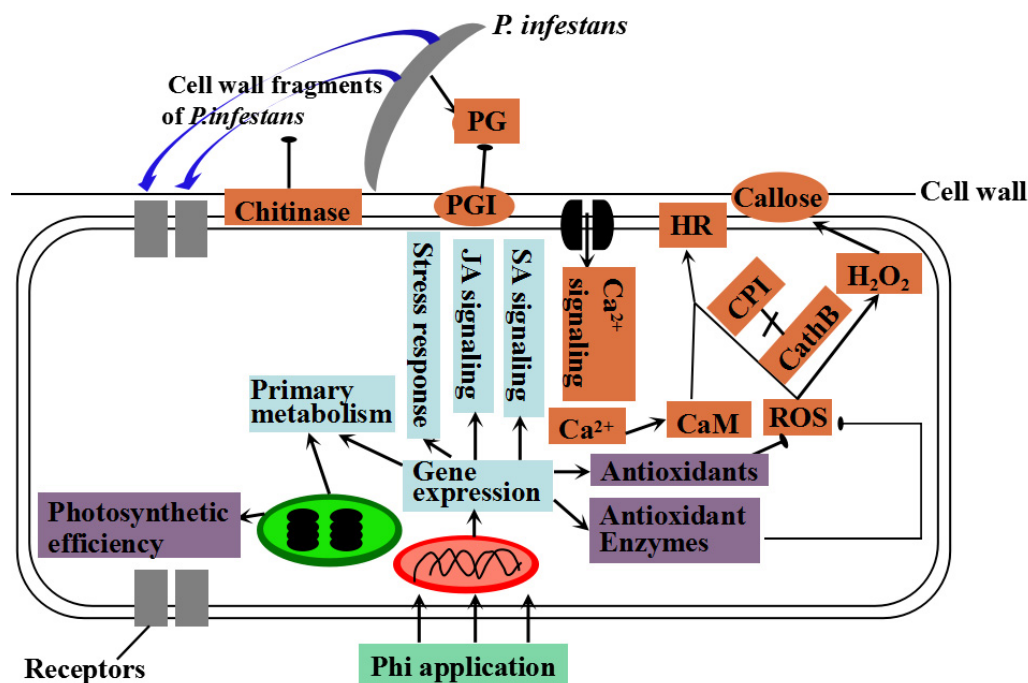 P. infestans
Cell wall fragments
of P.infestans
PG
Cell wall
Chitinase
PGI
Callose
HR
Stress response
JA signaling
SA signaling
Ca²⁺
signaling
CPI
CathB
H₂O₂
Primary
metabolism
Ca²⁺
CaM
ROS
Gene
expression
Antioxidants
Photosynthetic
efficiency
Antioxidant
Enzymes
Receptors
Phi application